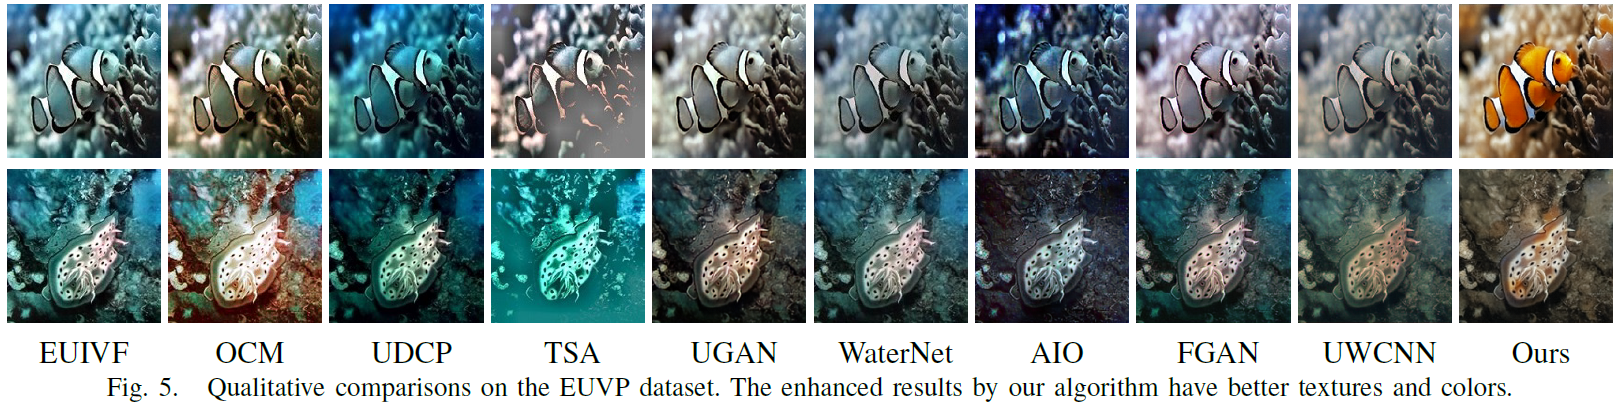 EUIVF OCM UDCP TSA UGAN WaterNet AIO FGAN UWCNN Ours
Fig. 5. Qualitative comparisons on the EUVP dataset. The enhanced results by our algorithm have better textures and colors.